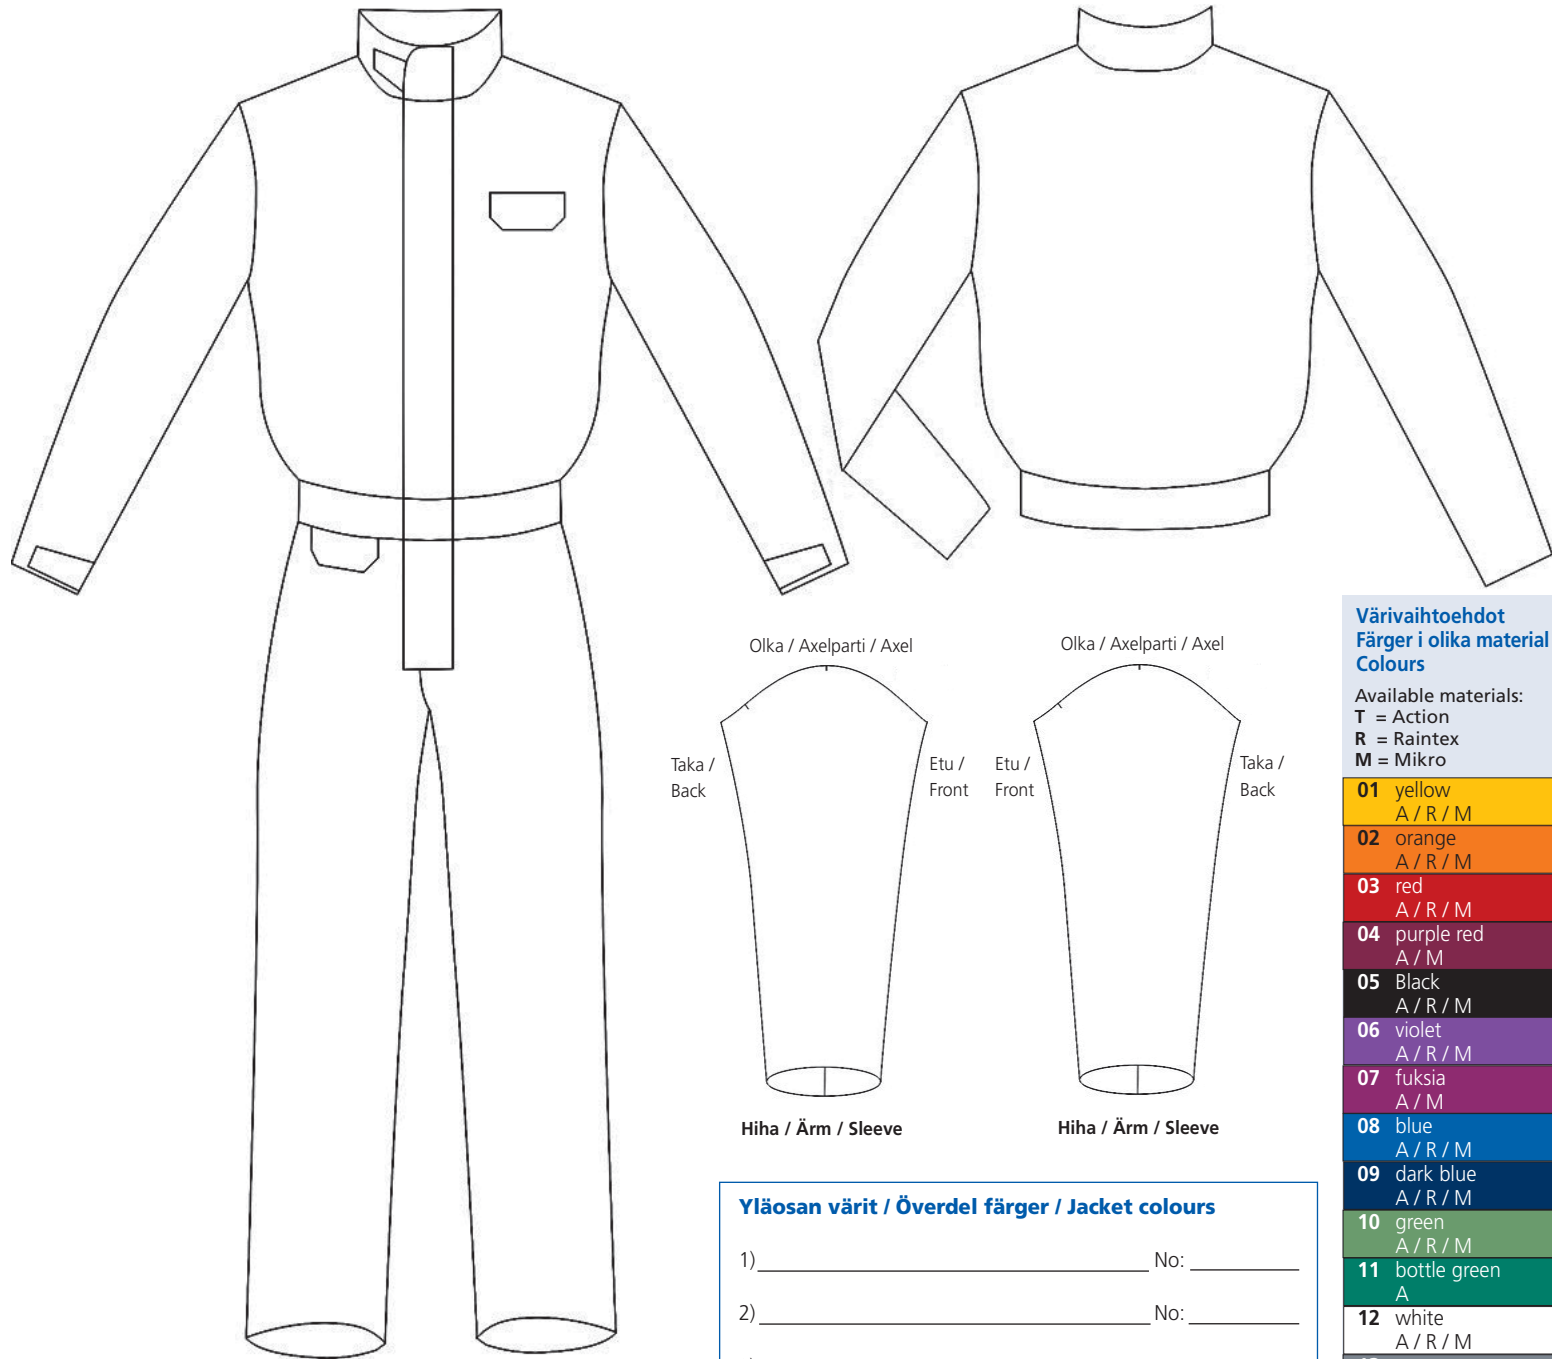 Olka / Axelparti / Axel
Olka / Axelparti / Axel
Taka /
Back
Etu /
Front
Etu /
Front
Taka /
Back
Hiha / Ärm / Sleeve
Hiha / Ärm / Sleeve
Yläosan värit / Överdel färger / Jacket colours
1) No:
2) No:
Värivaihtoehdot
Färger i olika material
Colours
Available materials:
T = Action
R = Raintex
M = Mikro
01 yellow
A / R / M
02 orange
A / R / M
03 red
A / R / M
04 purple red
A / M
05 Black
A / R / M
06 violet
A / R / M
07 fuksia
A / M
08 blue
A / R / M
09 dark blue
A / R / M
10 green
A / R / M
11 bottle green
A
12 white
A / R / M